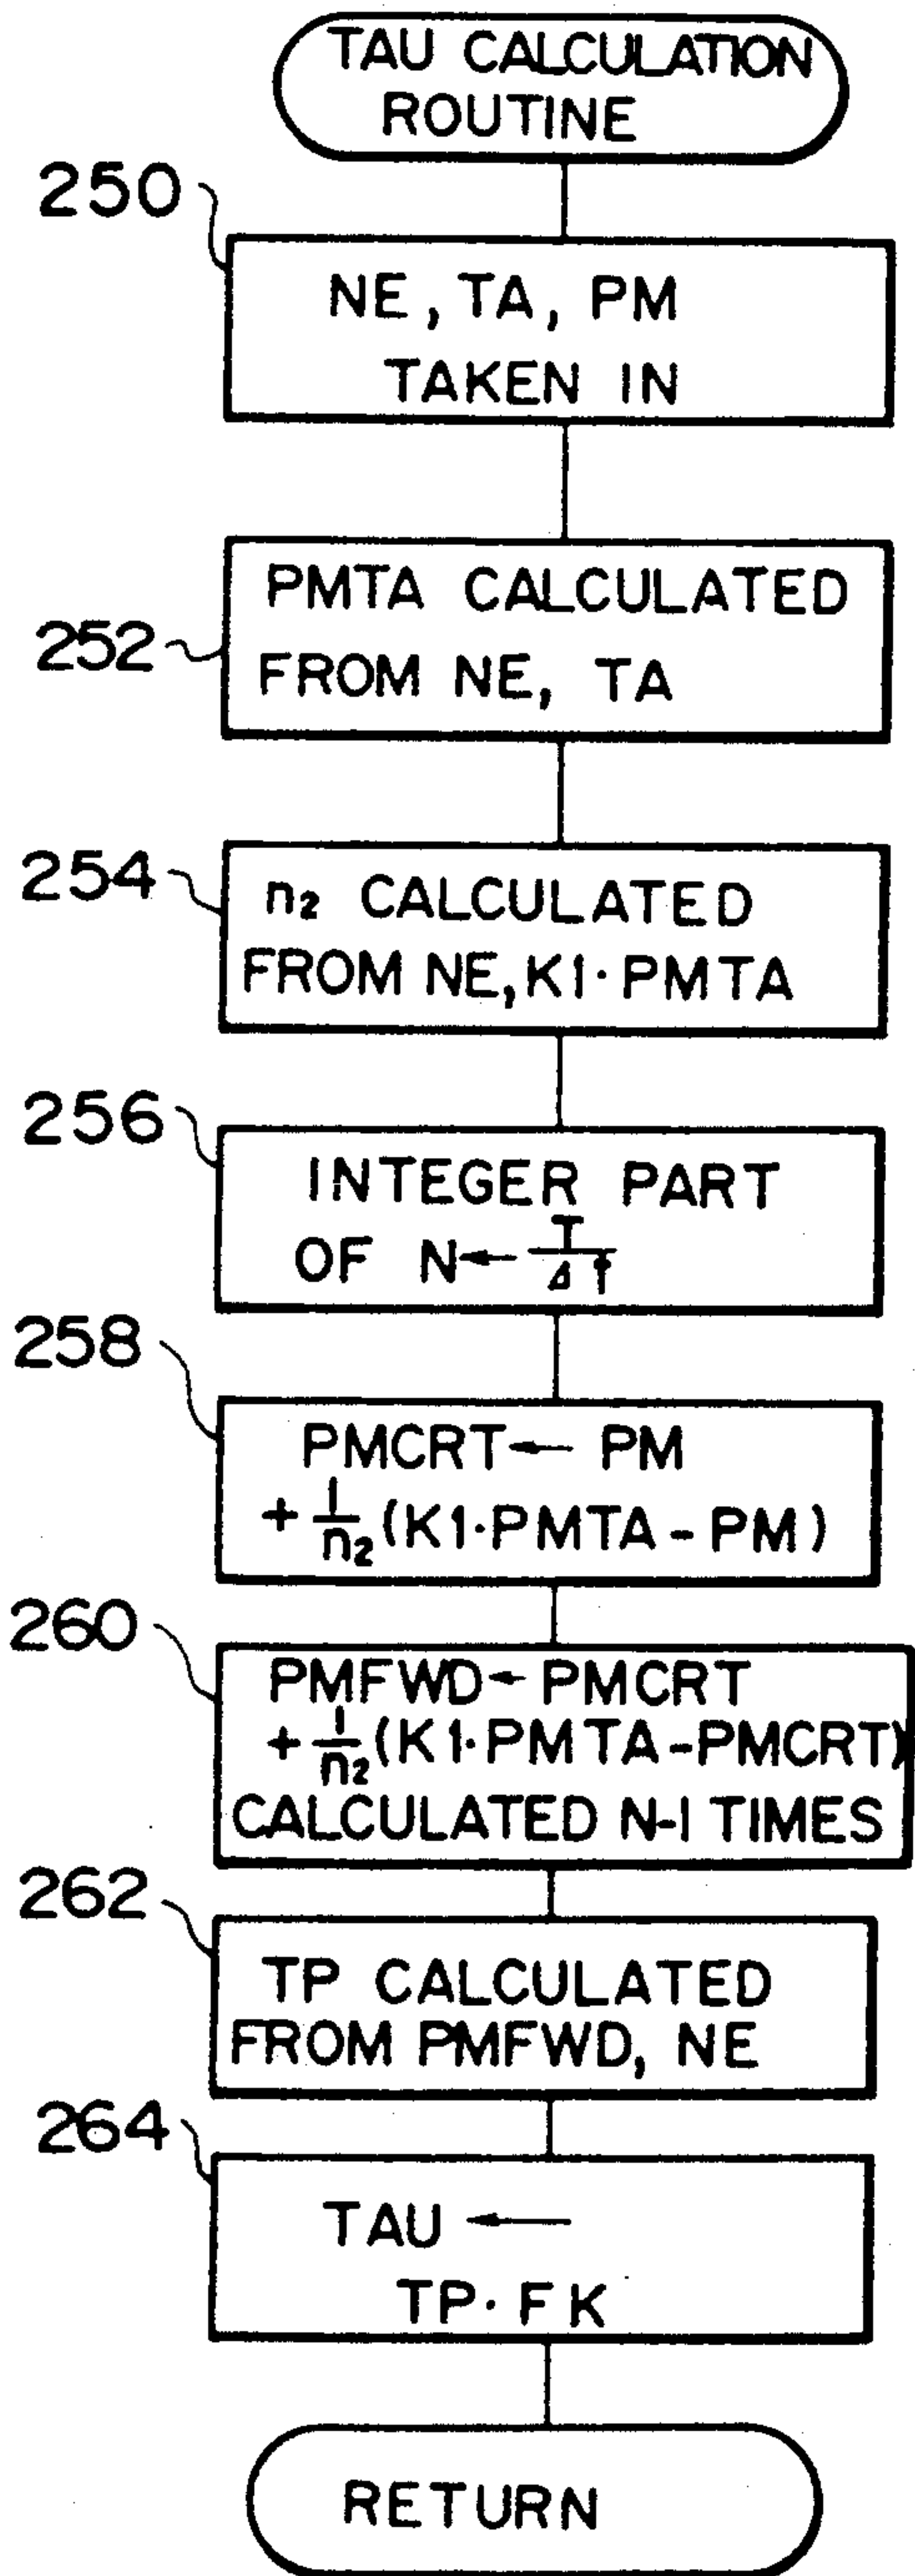 TAU CALCULATION
ROUTINE
250
NE, TA, PM
TAKEN IN
252
PMTA CALCULATED
FROM NE, TA
254
n₂ CALCULATED
FROM NE, K1·PMTA
256
INTEGER PART
OF N ← T/Δt
258
PMCRT ← PM
+ 1/n₂ (K1·PMTA - PM)
260
PMFWD ← PMCRT
+ 1/n₂ (K1·PMTA - PMCRT)
CALCULATED N-1 TIMES
262
TP CALCULATED
FROM PMFWD, NE
264
TAU ←
TP·FK
RETURN